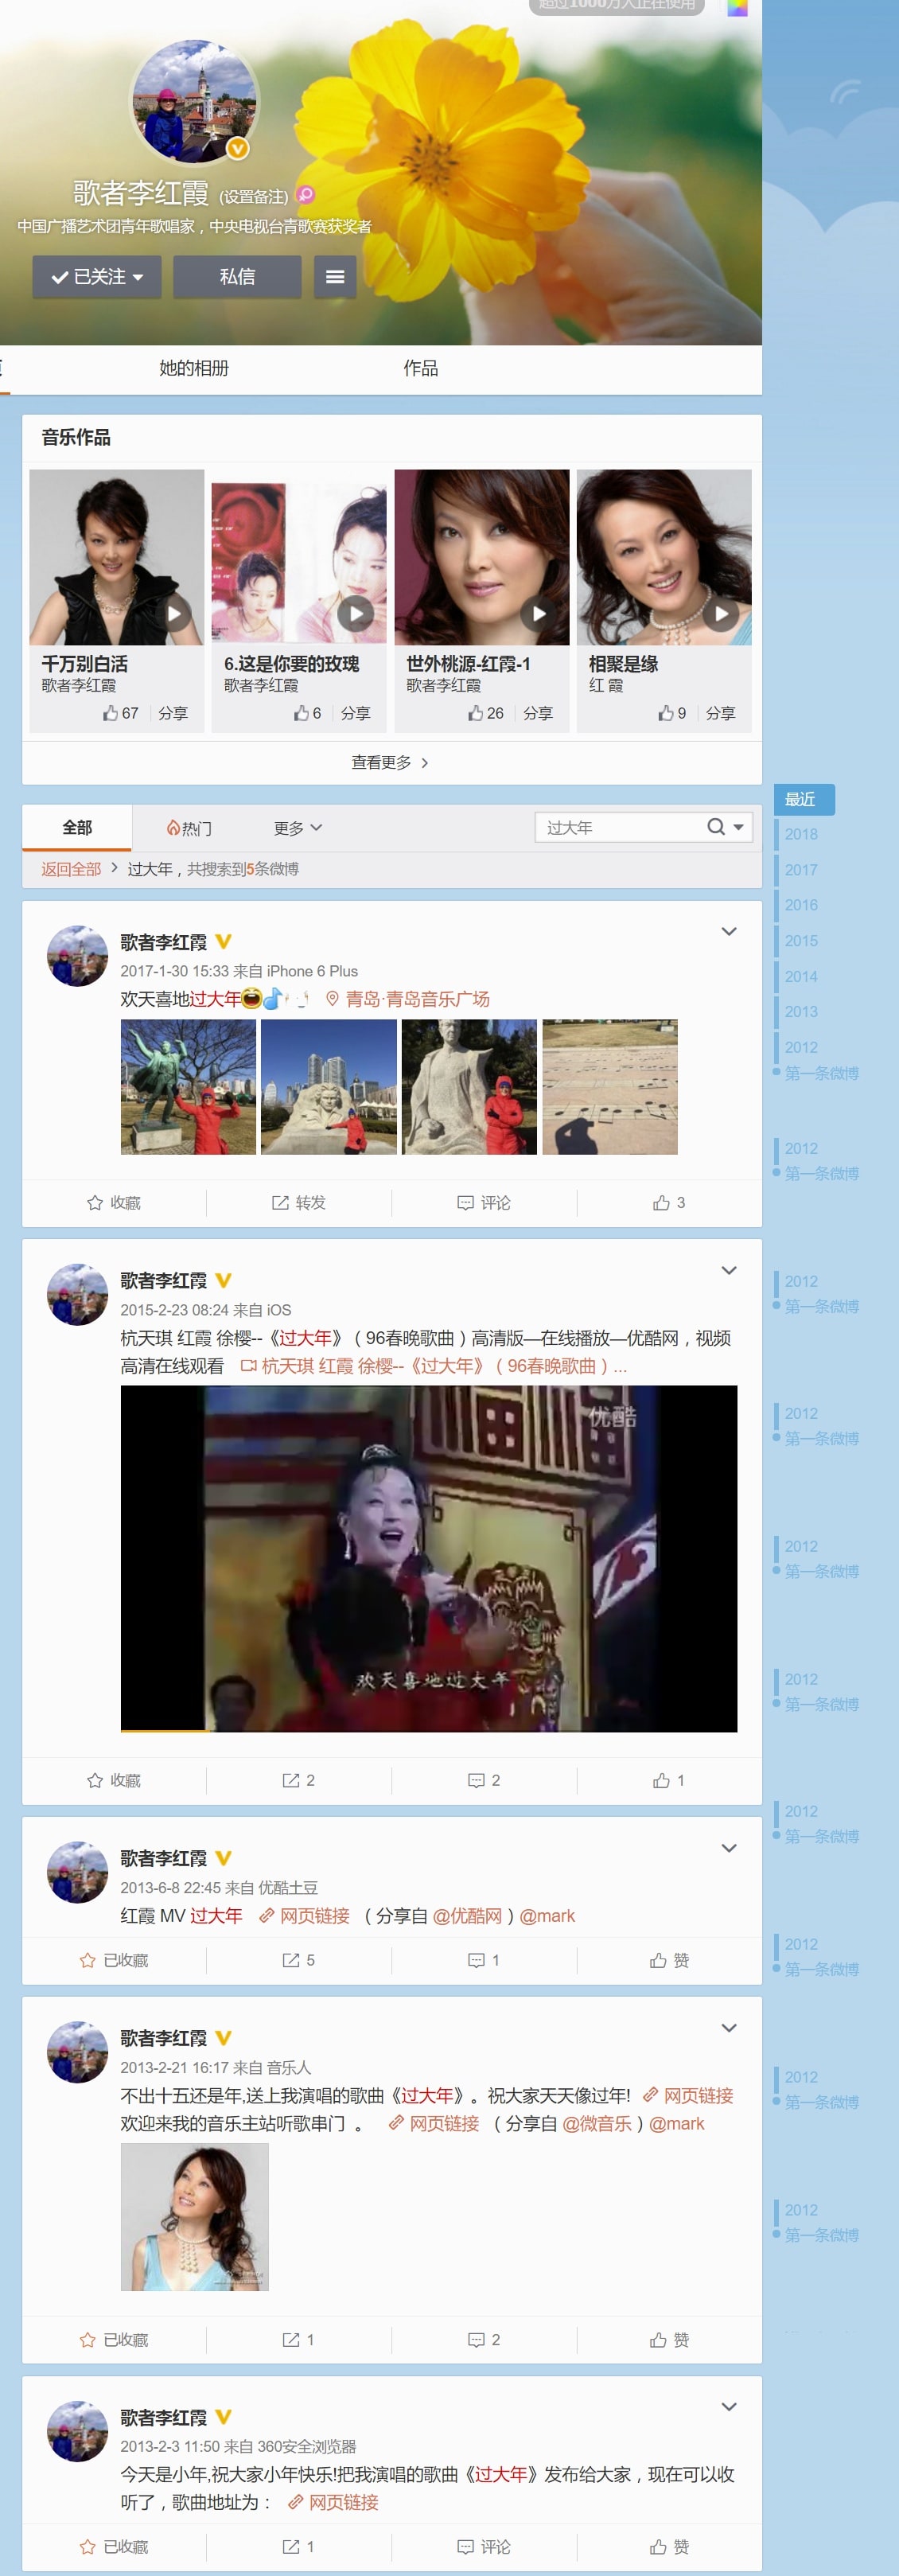 超过1000万人正在使用
歌者李红霞 (设置备注)
中国广播艺术团青年歌唱家，中央电视台青歌赛获奖者
已关注 私信
她的相册 作品
音乐作品
千万别白活 6.这是你要的玫瑰 世外桃源-红霞-1 相聚是缘
歌者李红霞 歌者李红霞 歌者李红霞 红 霞
67 分享 6 分享 26 分享 9 分享
查看更多
最近
全部 热门 更多 过大年
2018
返回全部 > 过大年，共搜索到5条微博
2017
2016
歌者李红霞
2015
2017-1-30 15:33 来自 iPhone 6 Plus
2014
欢天喜地过大年 青岛·青岛音乐广场
2013
2012
第一条微博
2012
第一条微博
收藏 转发 评论 3
歌者李红霞
2012
第一条微博
2015-2-23 08:24 来自 iOS
杭天琪 红霞 徐樱--《过大年》（96春晚歌曲）高清版—在线播放—优酷网，视频
高清在线观看 杭天琪 红霞 徐樱--《过大年》（96春晚歌曲）...
优酷
2012
第一条微博
2012
第一条微博
欢天喜地过大年
2012
第一条微博
收藏 2 2 1
2012
第一条微博
歌者李红霞
2013-6-8 22:45 来自 优酷土豆
红霞 MV 过大年 网页链接 （分享自 @优酷网）@mark
2012
第一条微博
已收藏 5 1 赞
歌者李红霞
2013-2-21 16:17 来自 音乐人
2012
第一条微博
不出十五还是年,送上我演唱的歌曲《过大年》。祝大家天天像过年! 网页链接
欢迎来我的音乐主站听歌串门 。 网页链接 （分享自 @微音乐）@mark
2012
第一条微博
已收藏 1 2 赞
歌者李红霞
2013-2-3 11:50 来自 360安全浏览器
今天是小年,祝大家小年快乐!把我演唱的歌曲《过大年》发布给大家，现在可以收
听了，歌曲地址为： 网页链接
已收藏 1 评论 赞